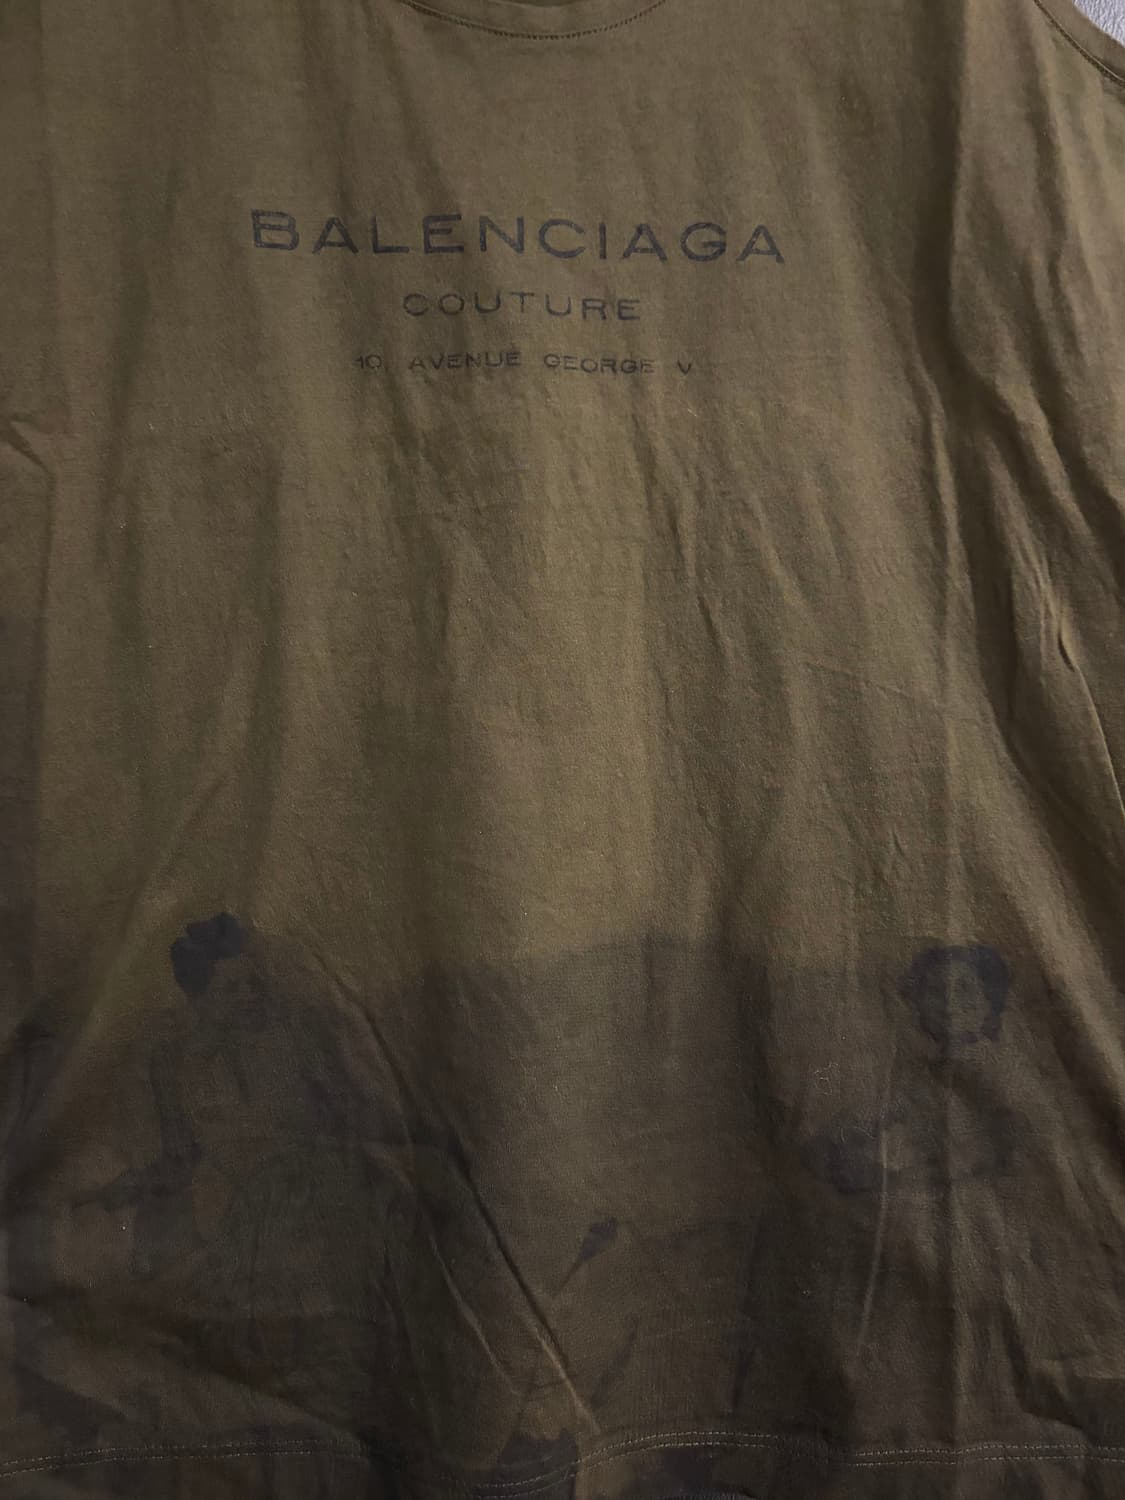 BALENCIAGA
COUTURE
10, AVENUE GEORGE V